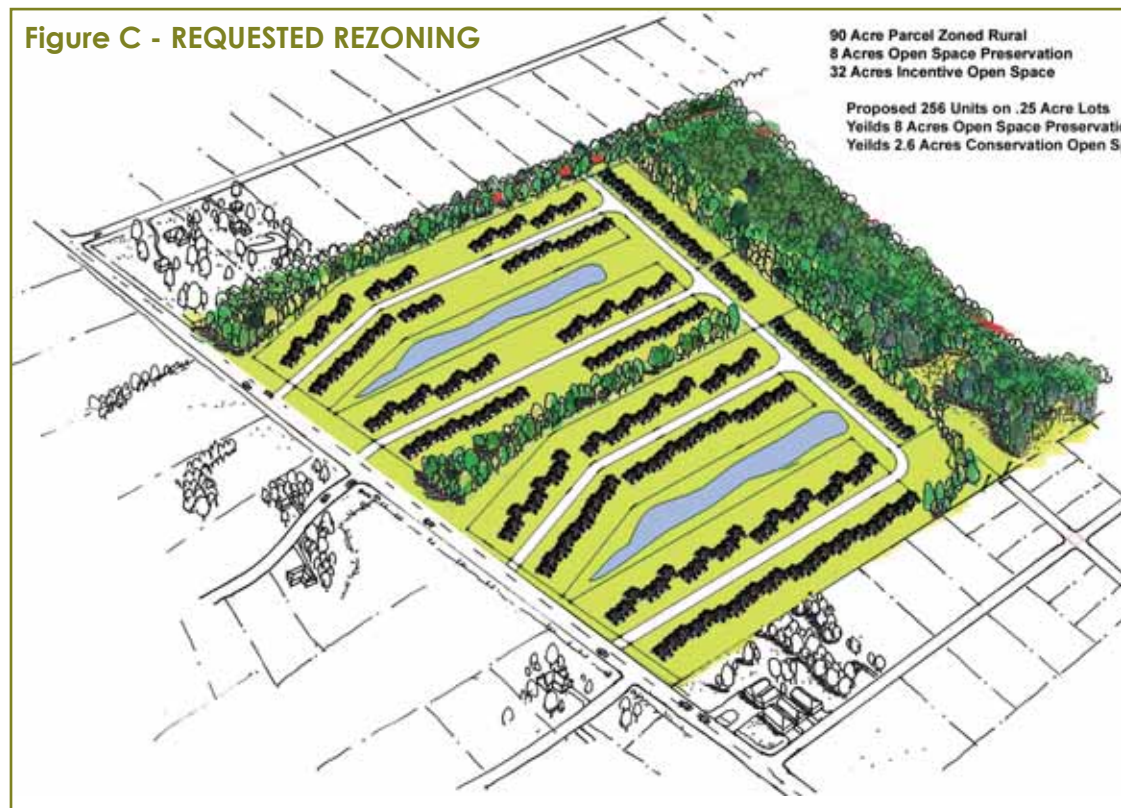 Figure C - REQUESTED REZONING
90 Acre Parcel Zoned Rural
8 Acres Open Space Preservation
32 Acres Incentive Open Space
Proposed 256 Units on .25 Acre Lots
Yeilds 8 Acres Open Space Preservati
Yeilds 2.6 Acres Conservation Open S